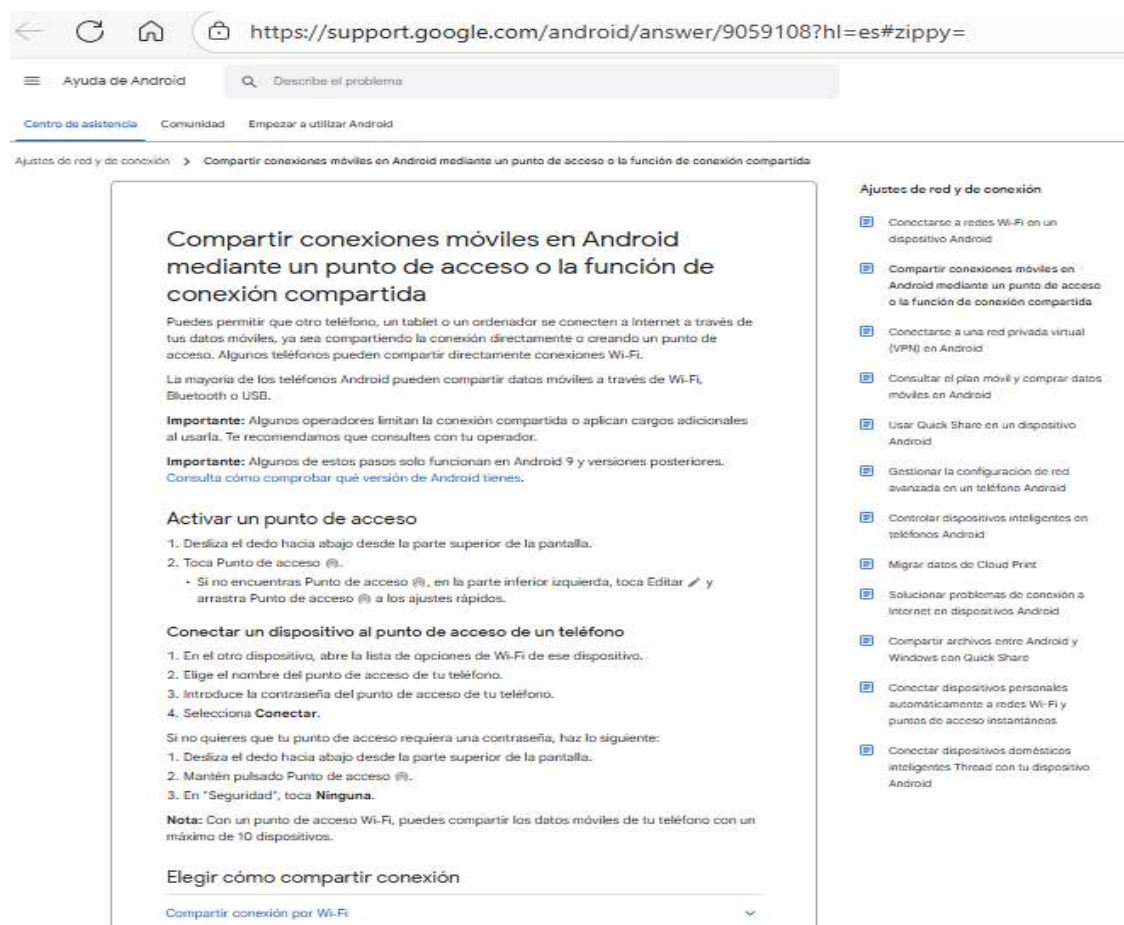 https://support.google.com/android/answer/9059108?hl=es#zippy=
Ayuda de Android
Describe el problema
Centro de asistencia Comunidad Empezar a utilizar Android
Ajustes de red y de conexión > Compartir conexiones móviles en Android mediante un punto de acceso o la función de conexión compartida
Compartir conexiones móviles en Android
mediante un punto de acceso o la función de
conexión compartida
Puedes permitir que otro teléfono, un tablet o un ordenador se conecten a Internet a través de
tus datos móviles, ya sea compartiendo la conexión directamente o creando un punto de
acceso. Algunos teléfonos pueden compartir directamente conexiones Wi-Fi.
La mayoría de los teléfonos Android pueden compartir datos móviles a través de Wi-Fi,
Bluetooth o USB.
Importante: Algunos operadores limitan la conexión compartida o aplican cargos adicionales
al usarla. Te recomendamos que consultes con tu operador.
Importante: Algunos de estos pasos solo funcionan en Android 9 y versiones posteriores.
Consulta cómo comprobar qué versión de Android tienes.
Activar un punto de acceso
1. Desliza el dedo hacia abajo desde la parte superior de la pantalla.
2. Toca Punto de acceso.
• Si no encuentras Punto de acceso, en la parte inferior izquierda, toca Editar y
arrastra Punto de acceso a los ajustes rápidos.
Conectar un dispositivo al punto de acceso de un teléfono
1. En el otro dispositivo, abre la lista de opciones de Wi-Fi de ese dispositivo.
2. Elige el nombre del punto de acceso de tu teléfono.
3. Introduce la contraseña del punto de acceso de tu teléfono.
4. Selecciona Conectar.
Si no quieres que tu punto de acceso requiera una contraseña, haz lo siguiente:
1. Desliza el dedo hacia abajo desde la parte superior de la pantalla.
2. Mantén pulsado Punto de acceso.
3. En "Seguridad", toca Ninguna.
Nota: Con un punto de acceso Wi-Fi, puedes compartir los datos móviles de tu teléfono con un
máximo de 10 dispositivos.
Elegir cómo compartir conexión
Compartir conexión por Wi-Fi
Ajustes de red y de conexión
Conectarse a redes Wi-Fi en un
dispositivo Android
Compartir conexiones móviles en
Android mediante un punto de acceso
o la función de conexión compartida
Conectarse a una red privada virtual
(VPN) en Android
Consultar el plan móvil y comprar datos
móviles en Android
Usar Quick Share en un dispositivo
Android
Gestionar la configuración de red
avanzada en un teléfono Android
Controlar dispositivos inteligentes en
teléfonos Android
Migrar datos de Cloud Print
Solucionar problemas de conexión a
Internet en dispositivos Android
Compartir archivos entre Android y
Windows con Quick Share
Conectar dispositivos personales
automáticamente a redes Wi-Fi y
puntos de acceso instantáneos
Conectar dispositivos domésticos
inteligentes Thread con tu dispositivo
Android